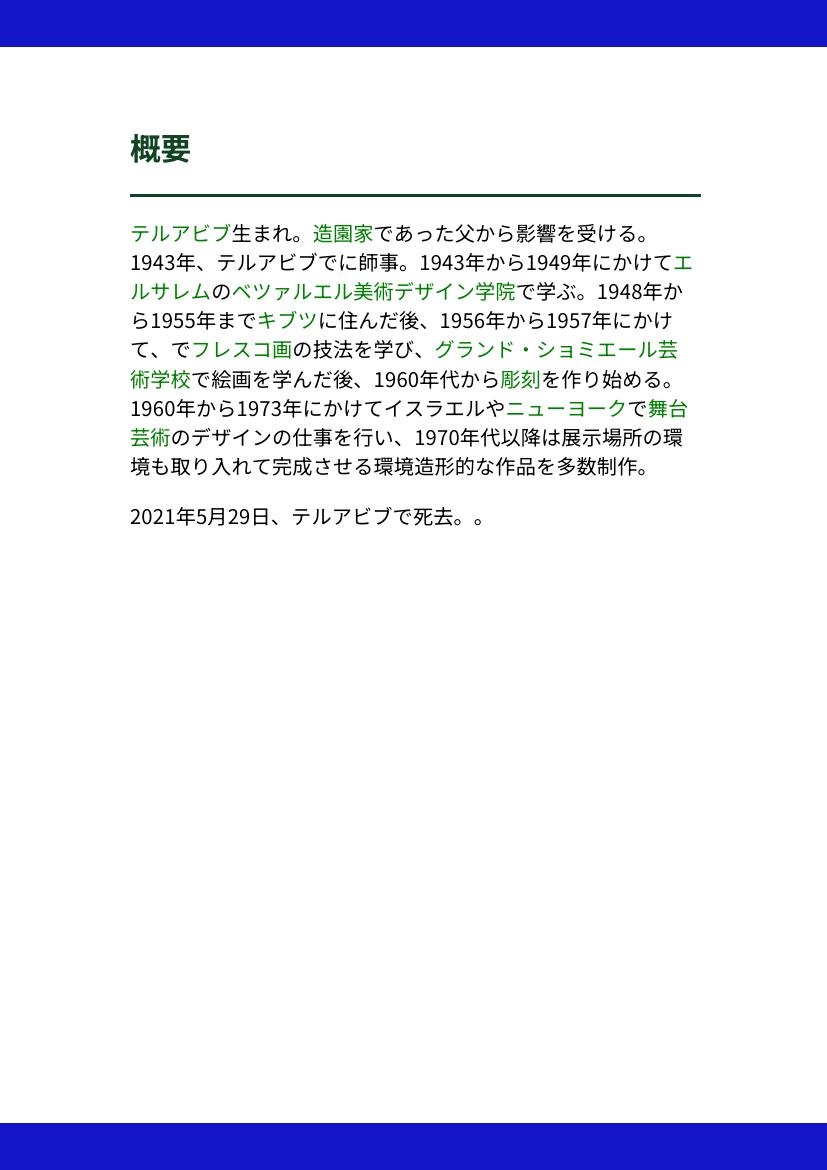 概要
テルアビブ生まれ。造園家であった父から影響を受ける。
1943年、テルアビブでに師事。1943年から1949年にかけてエ
ルサレムのベツァルエル美術デザイン学院で学ぶ。1948年か
ら1955年までキブツに住んだ後、1956年から1957年にかけ
て、でフレスコ画の技法を学び、グランド・ショミエール芸
術学校で絵画を学んだ後、1960年代から彫刻を作り始める。
1960年から1973年にかけてイスラエルやニューヨークで舞台
芸術のデザインの仕事を行い、1970年代以降は展示場所の環
境も取り入れて完成させる環境造形的な作品を多数制作。
2021年5月29日、テルアビブで死去。。